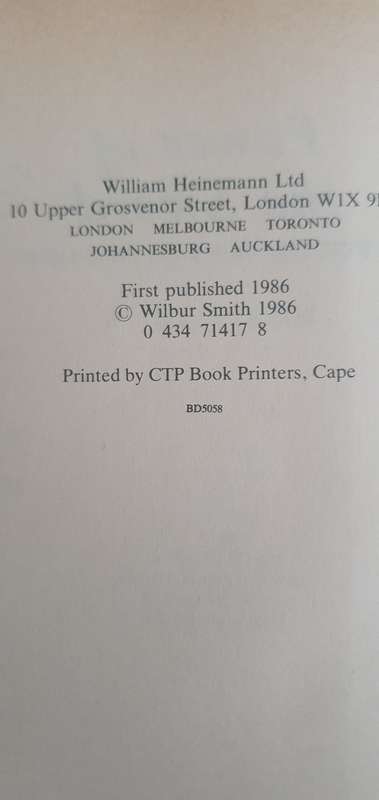 William Heinemann Ltd
10 Upper Grosvenor Street, London W1X
LONDON MELBOURNE TORONTO
JOHANNESBURG AUCKLAND
First published 1986
© Wilbur Smith 1986
0 434 71417 8
Printed by CTP Book Printers, Cape
BD5058